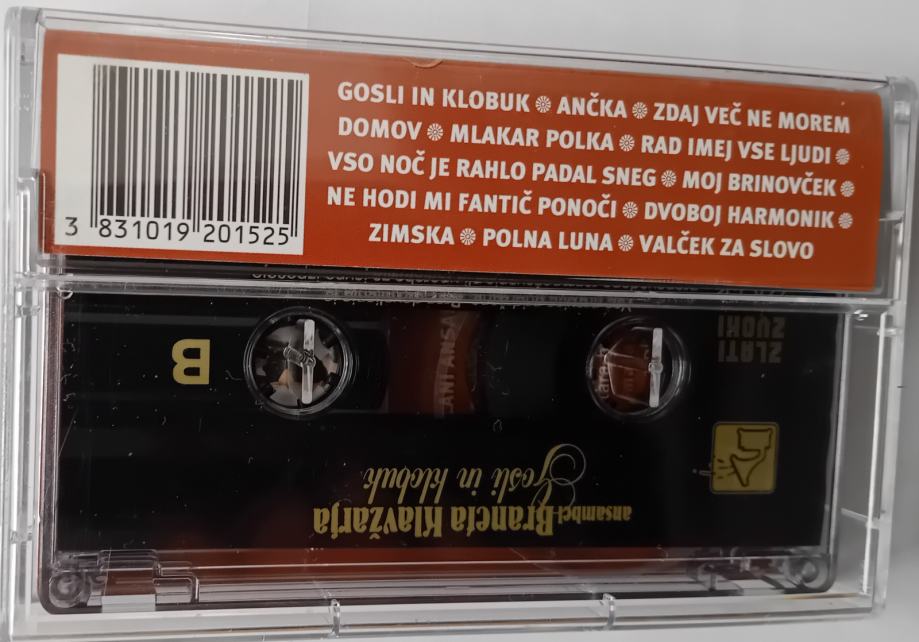 GOSLI IN KLOBUK ❁ ANČKA ❁ ZDAJ VEČ NE MOREM
DOMOV ❁ MLAKAR POLKA ❁ RAD IMEJ VSE LJUDI ❁
VSO NOČ JE RAHLO PADAL SNEG ❁ MOJ BRINOVČEK ❁
NE HODI MI FANTIČ PONOČI ❁ DVOBOJ HARMONIK ❁
ZIMSKA ❁ POLNA LUNA ❁ VALČEK ZA SLOVO
3 831019 201525
ZLATI
ZVOKI
B
ansambel Braneta Klavžarja
Gosli in klobuk